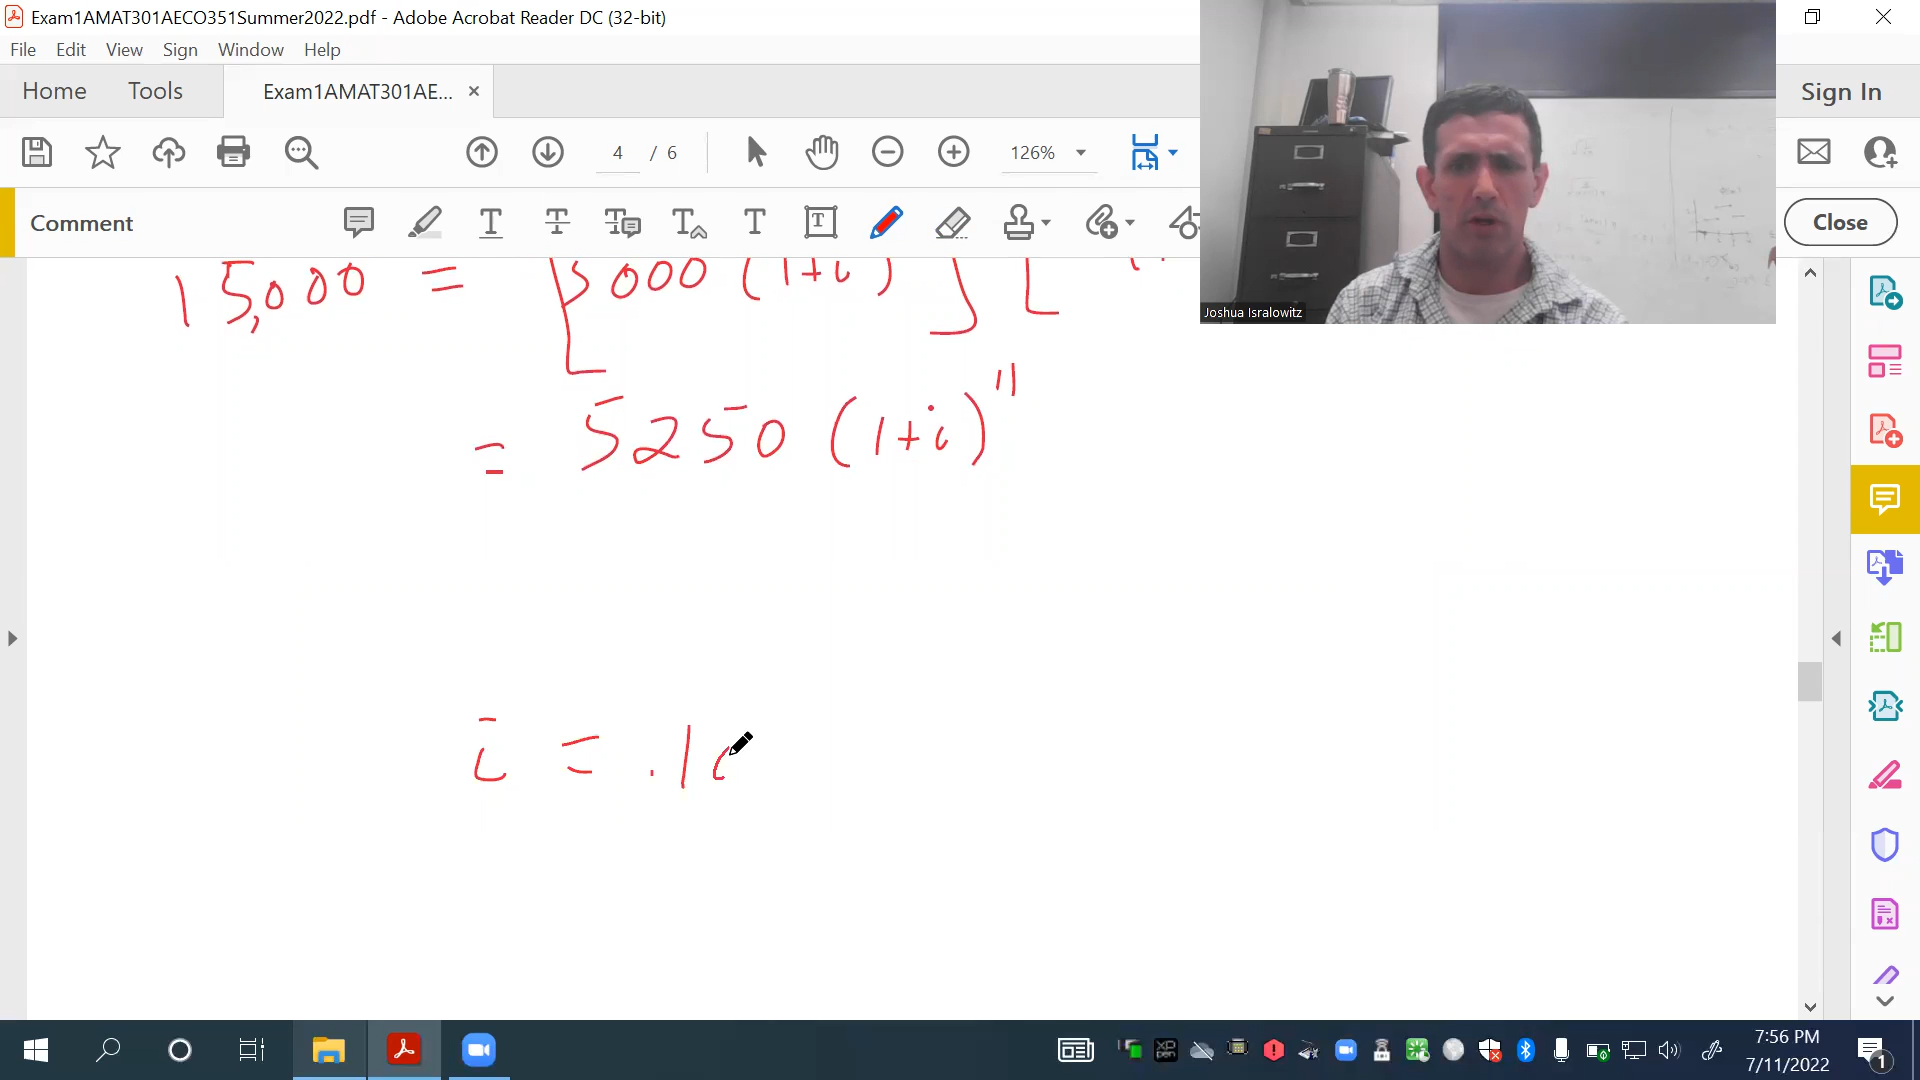 Exam1AMAT301AECO351Summer2022.pdf - Adobe Acrobat Reader DC (32-bit)
File Edit View Sign Window Help
Home Tools Exam1AMAT301AE... × Sign In
4 / 6 126%
Comment Close
Joshua Isralowitz
15,000 = [5000 (1+i) ] [
= 5250 (1+i)^11
i = .1
7:56 PM
7/11/2022
1